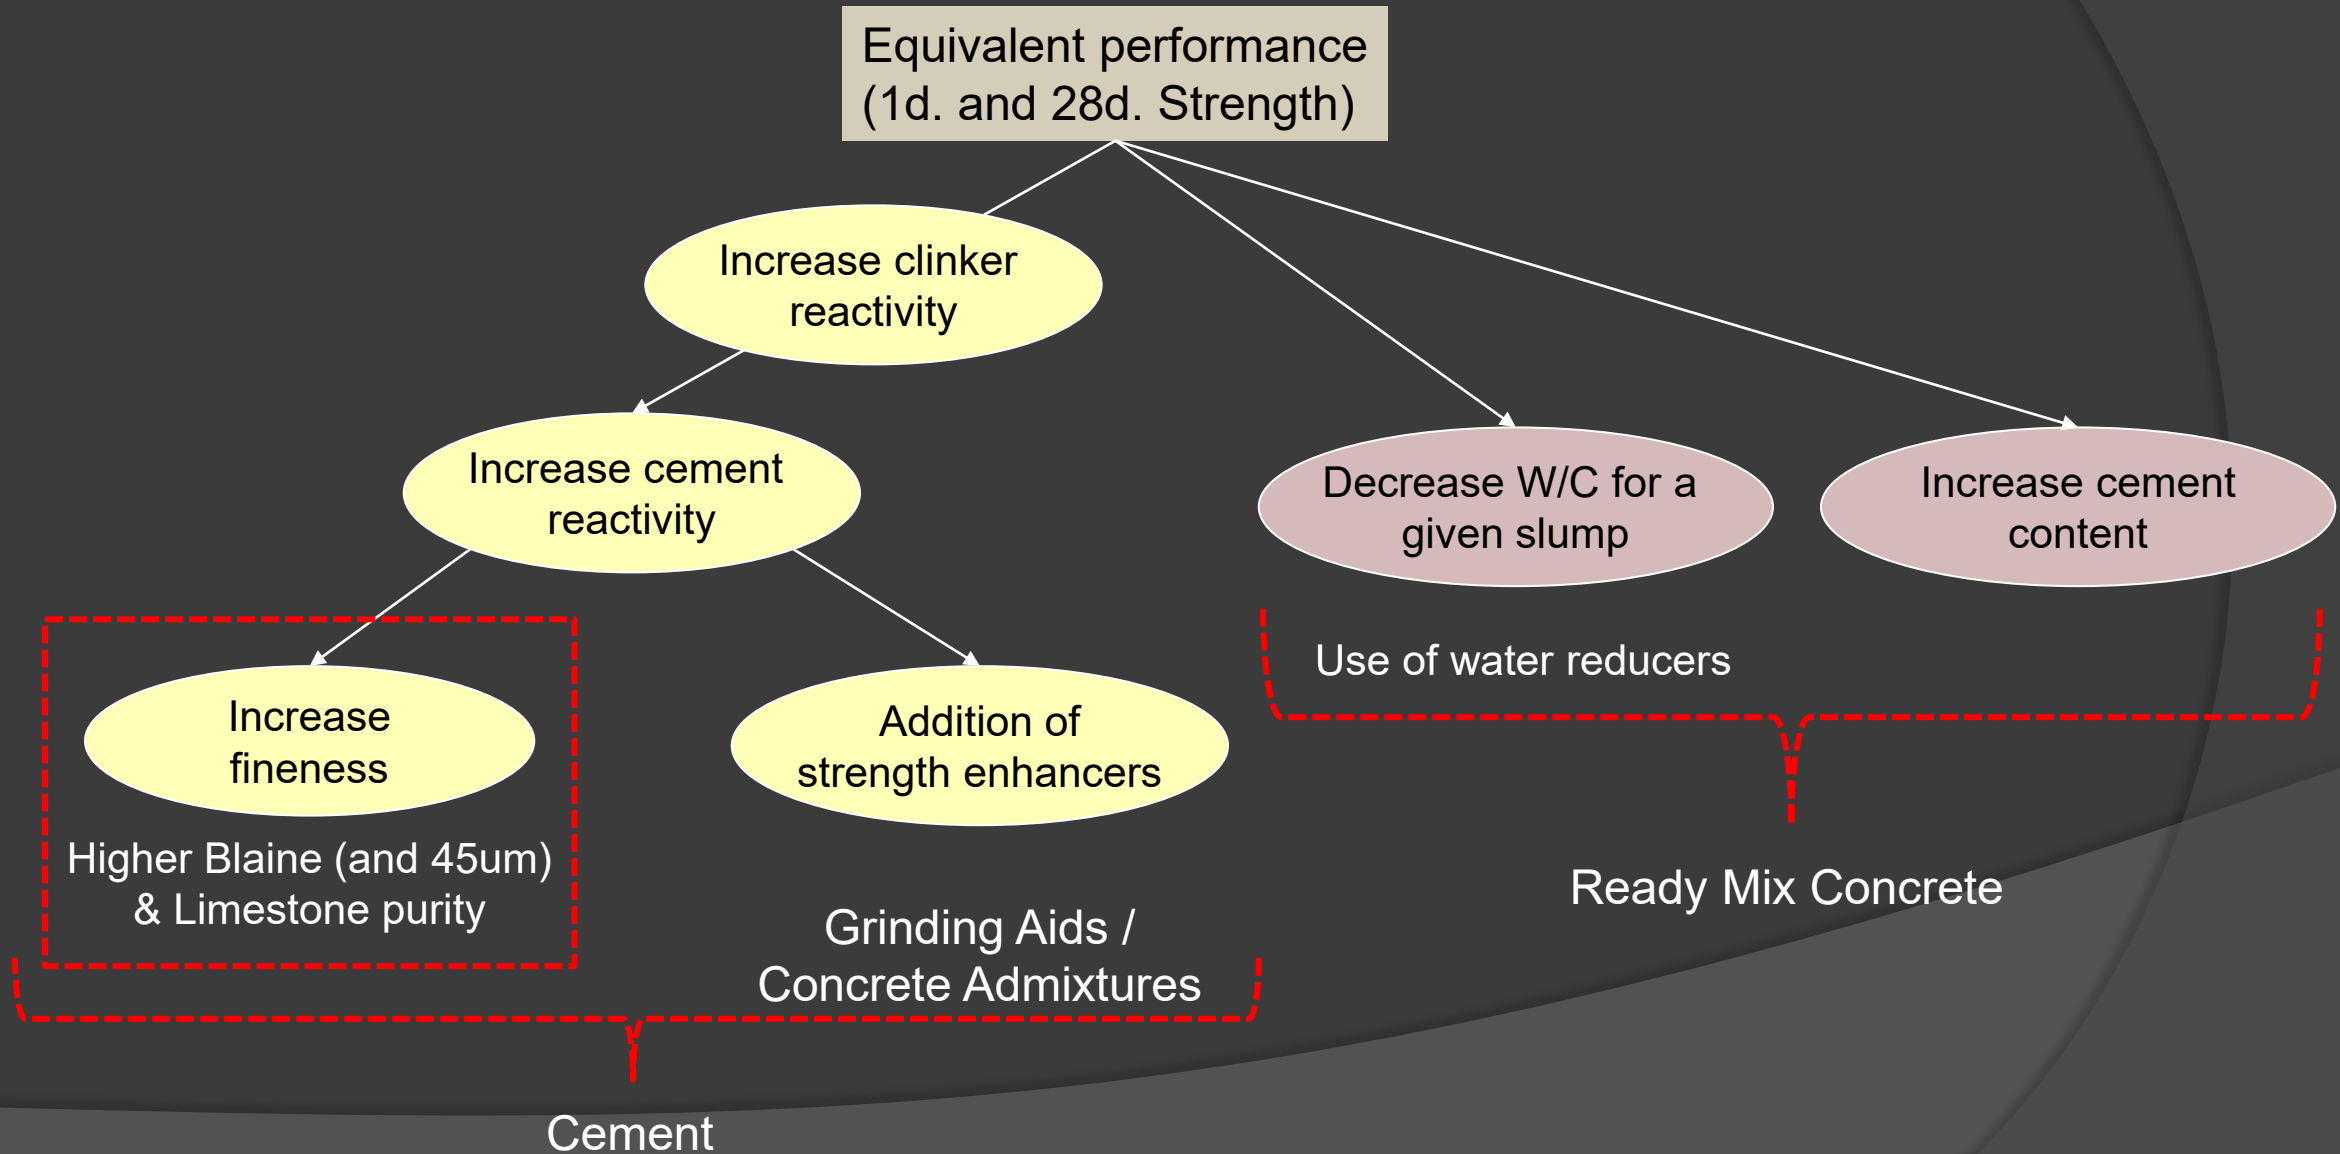 Equivalent performance
(1d. and 28d. Strength)
Increase clinker
reactivity
Increase cement
reactivity
Decrease W/C for a
given slump
Increase cement
content
Use of water reducers
Increase
fineness
Addition of
strength enhancers
Higher Blaine (and 45um)
& Limestone purity
Grinding Aids /
Concrete Admixtures
Ready Mix Concrete
Cement